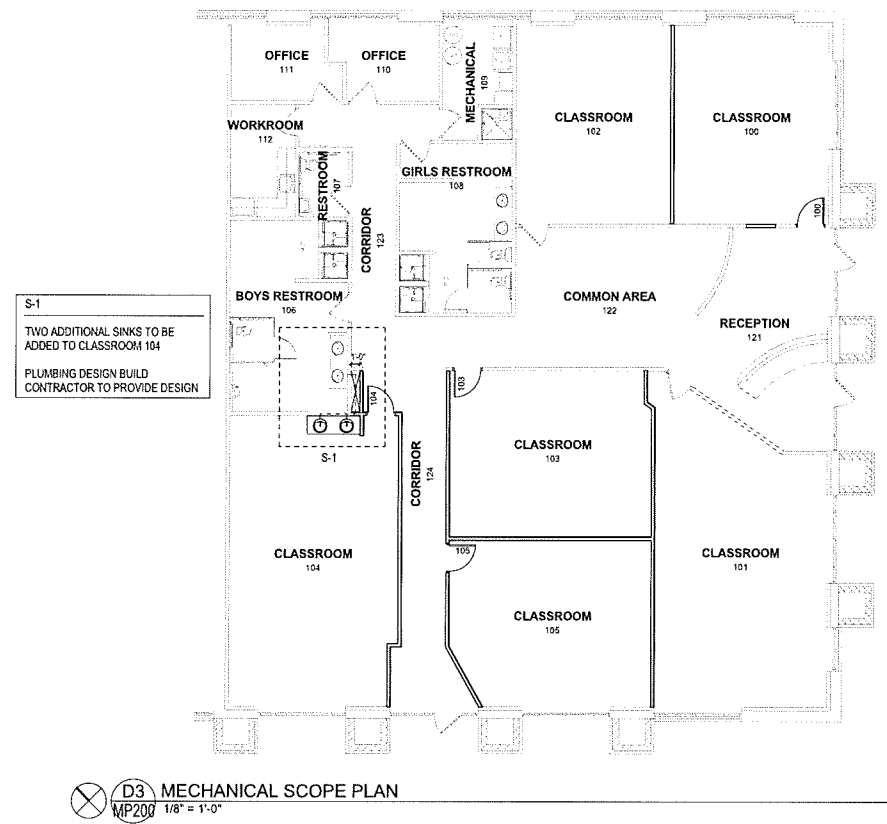 OFFICE
111
OFFICE
110
MECHANICAL
109
CLASSROOM
102
CLASSROOM
100
WORKROOM
112
RESTROOM
107
GIRLS RESTROOM
108
100
CORRIDOR
123
BOYS RESTROOM
106
COMMON AREA
122
RECEPTION
121
S-1
TWO ADDITIONAL SINKS TO BE
ADDED TO CLASSROOM 104
PLUMBING DESIGN BUILD
CONTRACTOR TO PROVIDE DESIGN
1'-6"
104
103
S-1
CLASSROOM
103
CORRIDOR
124
CLASSROOM
104
105
CLASSROOM
101
CLASSROOM
105
D3
MP200
MECHANICAL SCOPE PLAN
1/8" = 1'-0"